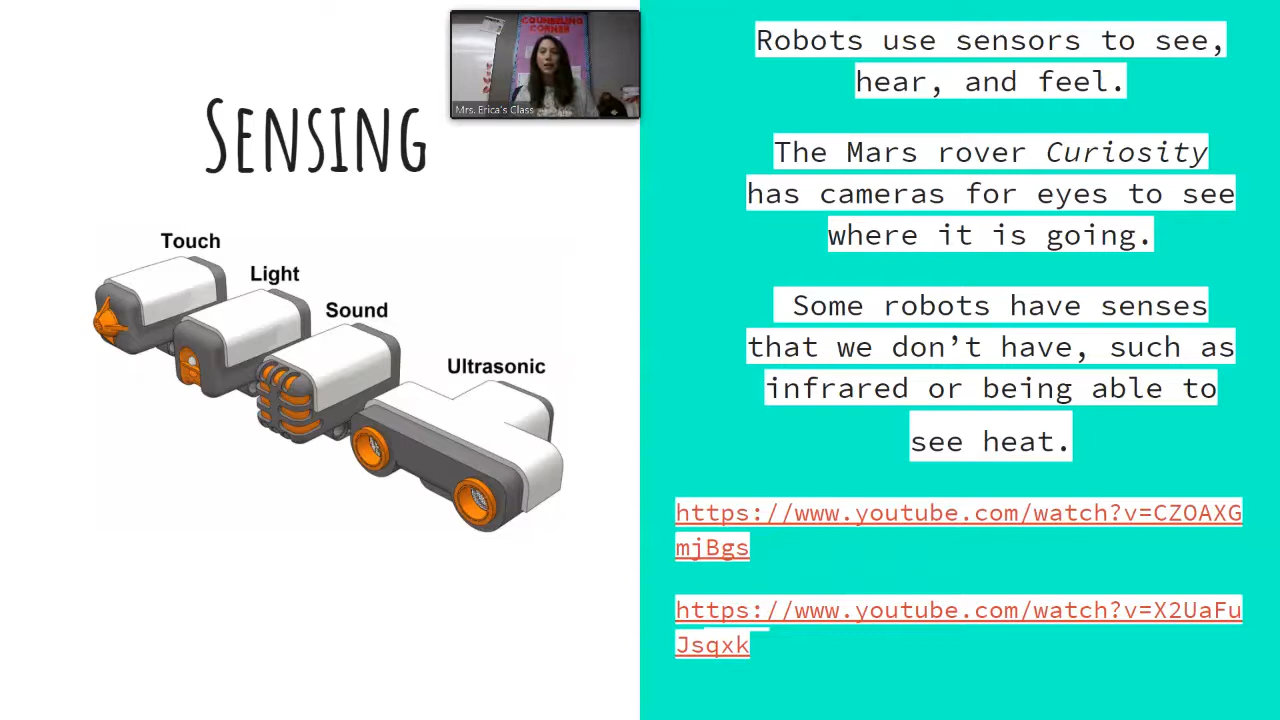 COUNSELING
CORNER
Mrs. Erica's Class
SENSING
Touch
Light
Sound
Ultrasonic
Robots use sensors to see,
hear, and feel.
The Mars rover Curiosity
has cameras for eyes to see
where it is going.
Some robots have senses
that we don’t have, such as
infrared or being able to
see heat.
https://www.youtube.com/watch?v=CZOAXG
mjBgs
https://www.youtube.com/watch?v=X2UaFu
Jsqxk